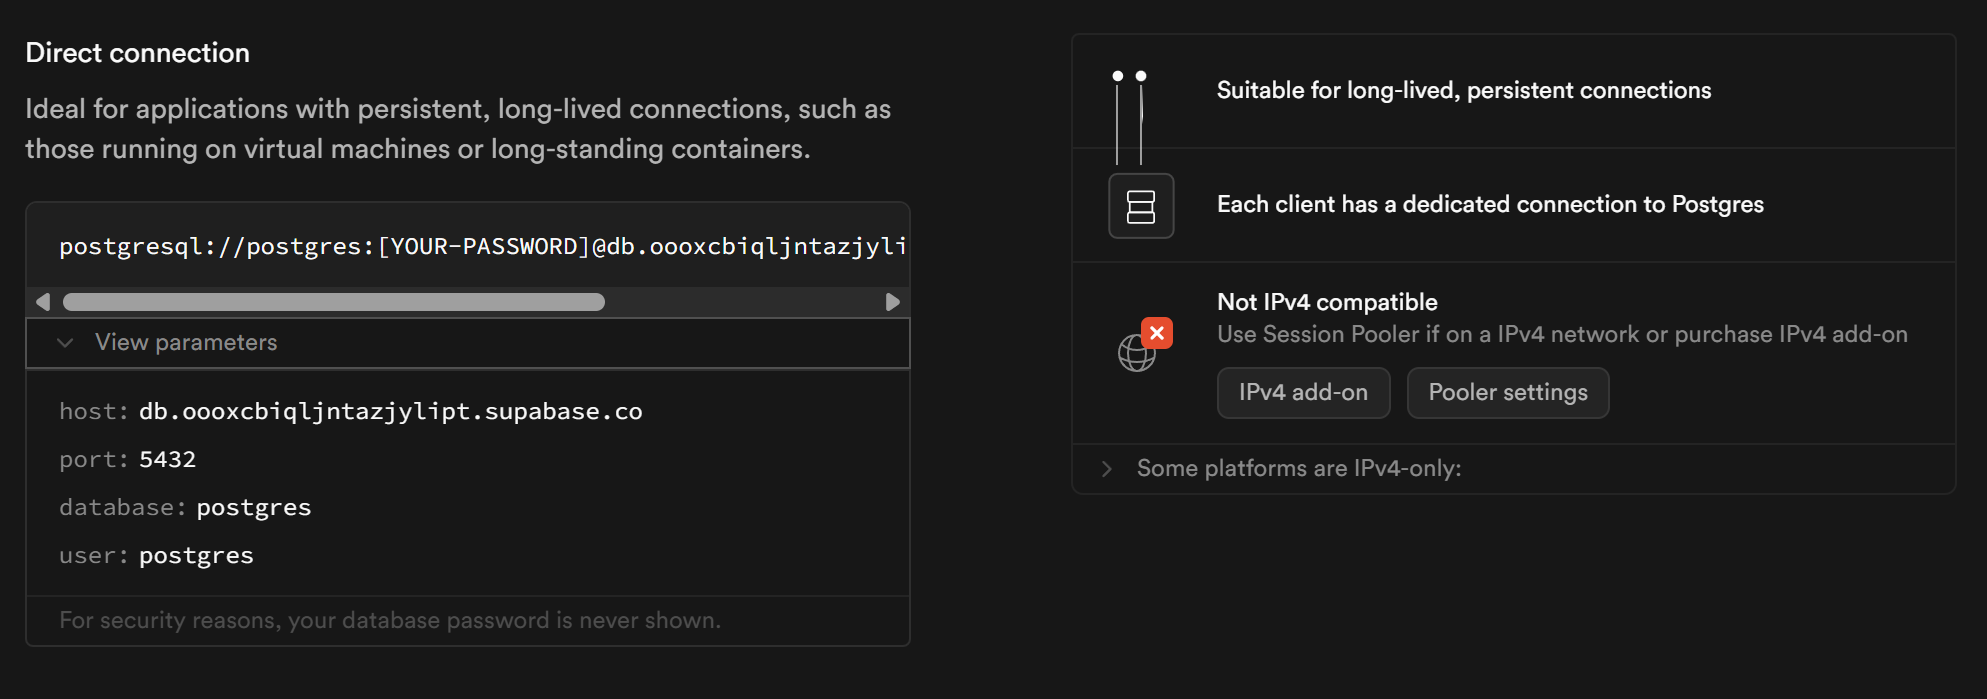 Direct connection
Ideal for applications with persistent, long-lived connections, such as
those running on virtual machines or long-standing containers.
postgresql://postgres:[YOUR-PASSWORD]@db.oooxcbiqljntazjyli
View parameters
host: db.oooxcbiqljntazjylipt.supabase.co
port: 5432
database: postgres
user: postgres
For security reasons, your database password is never shown.
Suitable for long-lived, persistent connections
Each client has a dedicated connection to Postgres
Not IPv4 compatible
Use Session Pooler if on a IPv4 network or purchase IPv4 add-on
IPv4 add-on
Pooler settings
Some platforms are IPv4-only: